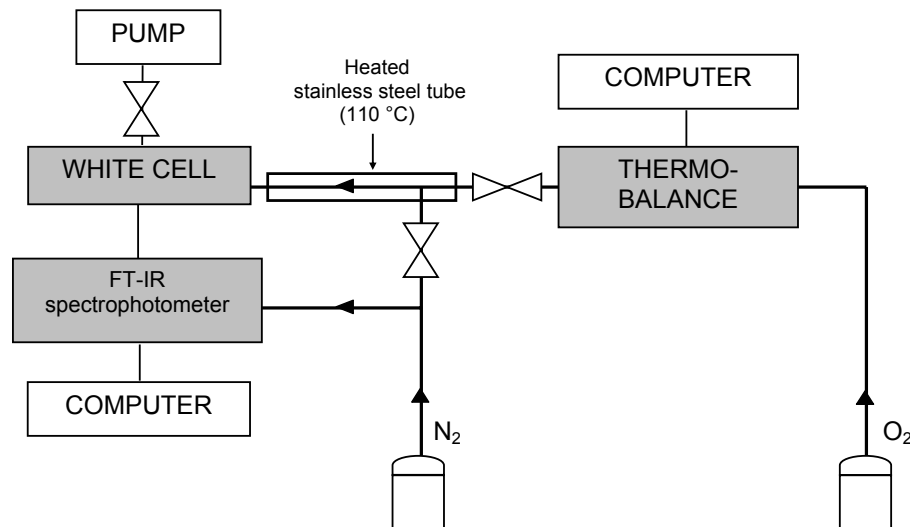 PUMP
Heated
stainless steel tube
(110 °C)
COMPUTER
WHITE CELL
THERMO-
BALANCE
FT-IR
spectrophotometer
COMPUTER
N₂
O₂